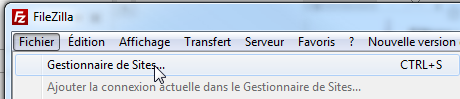 FileZilla
Fichier Édition Affichage Transfert Serveur Favoris ? Nouvelle version
Gestionnaire de Sites... CTRL+S
Ajouter la connexion actuelle dans le Gestionnaire de Sites...